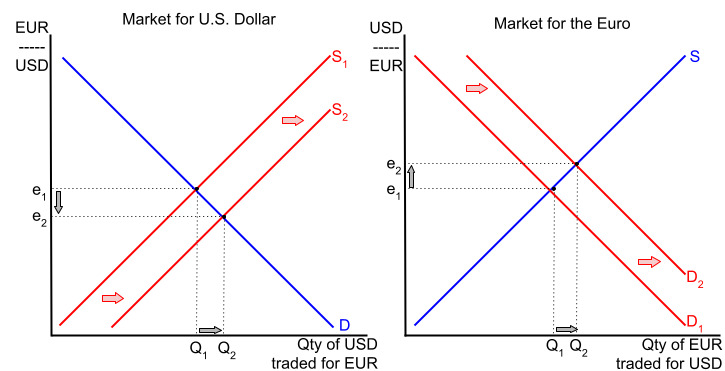 Market for U.S. Dollar
EUR
-----
USD
S1
S2
e1
e2
D
Q1 Q2
Qty of USD
traded for EUR
Market for the Euro
USD
-----
EUR
S
e2
e1
D2
D1
Q1 Q2
Qty of EUR
traded for USD